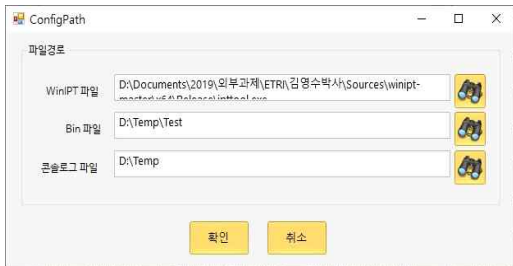 ConfigPath
파일경로
WinIPT 파일
D:\Documents\2019\외부과제\ETRI\김영수박사\Sources\winipt-
master\x64\Release\ipttool.exe
Bin 파일
D:\Temp\Test
콘솔로그 파일
D:\Temp
확인
취소